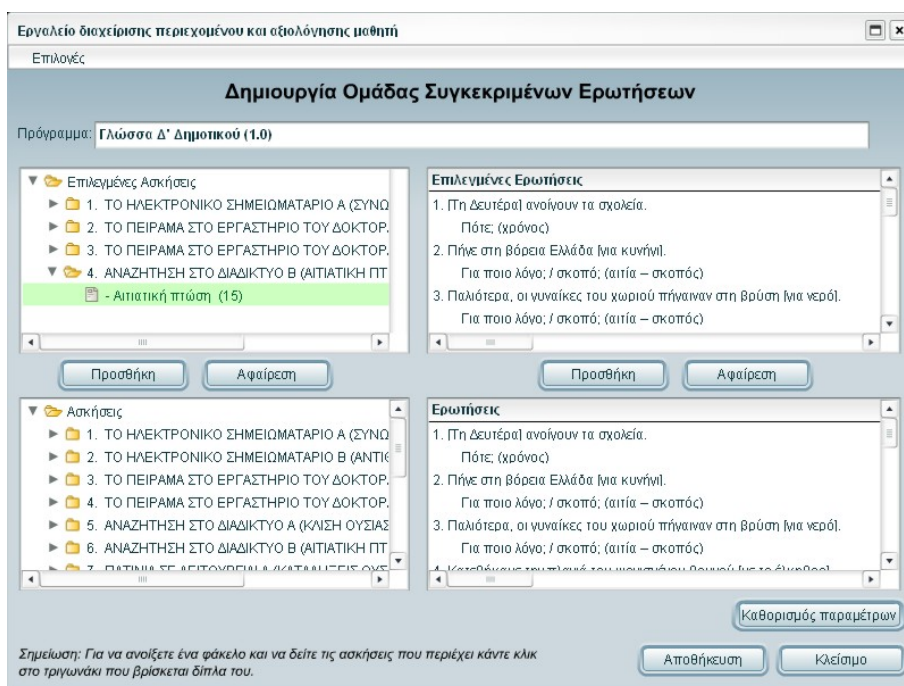 Εργαλείο διαχείρισης περιεχομένου και αξιολόγησης μαθητή
Επιλογές
Δημιουργία Ομάδας Συγκεκριμένων Ερωτήσεων
Πρόγραμμα: Γλώσσα Δ' Δημοτικού (1.0)
Επιλεγμένες Ασκήσεις
1. ΤΟ ΗΛΕΚΤΡΟΝΙΚΟ ΣΗΜΕΙΩΜΑΤΑΡΙΟ Α (ΣΥΝΩ
2. ΤΟ ΠΕΙΡΑΜΑ ΣΤΟ ΕΡΓΑΣΤΗΡΙΟ ΤΟΥ ΔΟΚΤΟΡ.
3. ΤΟ ΠΕΙΡΑΜΑ ΣΤΟ ΕΡΓΑΣΤΗΡΙΟ ΤΟΥ ΔΟΚΤΟΡ.
4. ΑΝΑΖΗΤΗΣΗ ΣΤΟ ΔΙΑΔΙΚΤΥΟ Β (ΑΙΤΙΑΤΙΚΗ ΠΤ
- Αιτιατική πτώση (15)
Προσθήκη Αφαίρεση
Επιλεγμένες Ερωτήσεις
1. [Τη Δευτέρα] ανοίγουν τα σχολεία.
Πότε; (χρόνος)
2. Πήγε στη βόρεια Ελλάδα [για κυνήγι].
Για ποιο λόγο; / σκοπό; (αιτία – σκοπός)
3. Παλιότερα, οι γυναίκες του χωριού πήγαιναν στη βρύση [για νερό].
Για ποιο λόγο; / σκοπό; (αιτία – σκοπός)
Προσθήκη Αφαίρεση
Ασκήσεις
1. ΤΟ ΗΛΕΚΤΡΟΝΙΚΟ ΣΗΜΕΙΩΜΑΤΑΡΙΟ Α (ΣΥΝΩ
2. ΤΟ ΗΛΕΚΤΡΟΝΙΚΟ ΣΗΜΕΙΩΜΑΤΑΡΙΟ Β (ΑΝΤΙΘ
3. ΤΟ ΠΕΙΡΑΜΑ ΣΤΟ ΕΡΓΑΣΤΗΡΙΟ ΤΟΥ ΔΟΚΤΟΡ.
4. ΤΟ ΠΕΙΡΑΜΑ ΣΤΟ ΕΡΓΑΣΤΗΡΙΟ ΤΟΥ ΔΟΚΤΟΡ.
5. ΑΝΑΖΗΤΗΣΗ ΣΤΟ ΔΙΑΔΙΚΤΥΟ Α (ΚΛΙΣΗ ΟΥΣΙΑΣ
6. ΑΝΑΖΗΤΗΣΗ ΣΤΟ ΔΙΑΔΙΚΤΥΟ Β (ΑΙΤΙΑΤΙΚΗ ΠΤ
Ερωτήσεις
1. [Τη Δευτέρα] ανοίγουν τα σχολεία.
Πότε; (χρόνος)
2. Πήγε στη βόρεια Ελλάδα [για κυνήγι].
Για ποιο λόγο; / σκοπό; (αιτία – σκοπός)
3. Παλιότερα, οι γυναίκες του χωριού πήγαιναν στη βρύση [για νερό].
Για ποιο λόγο; / σκοπό; (αιτία – σκοπός)
Καθορισμός παραμέτρων
Σημείωση: Για να ανοίξετε ένα φάκελο και να δείτε τις ασκήσεις που περιέχει κάντε κλικ
στο τριγωνάκι που βρίσκεται δίπλα του.
Αποθήκευση Κλείσιμο